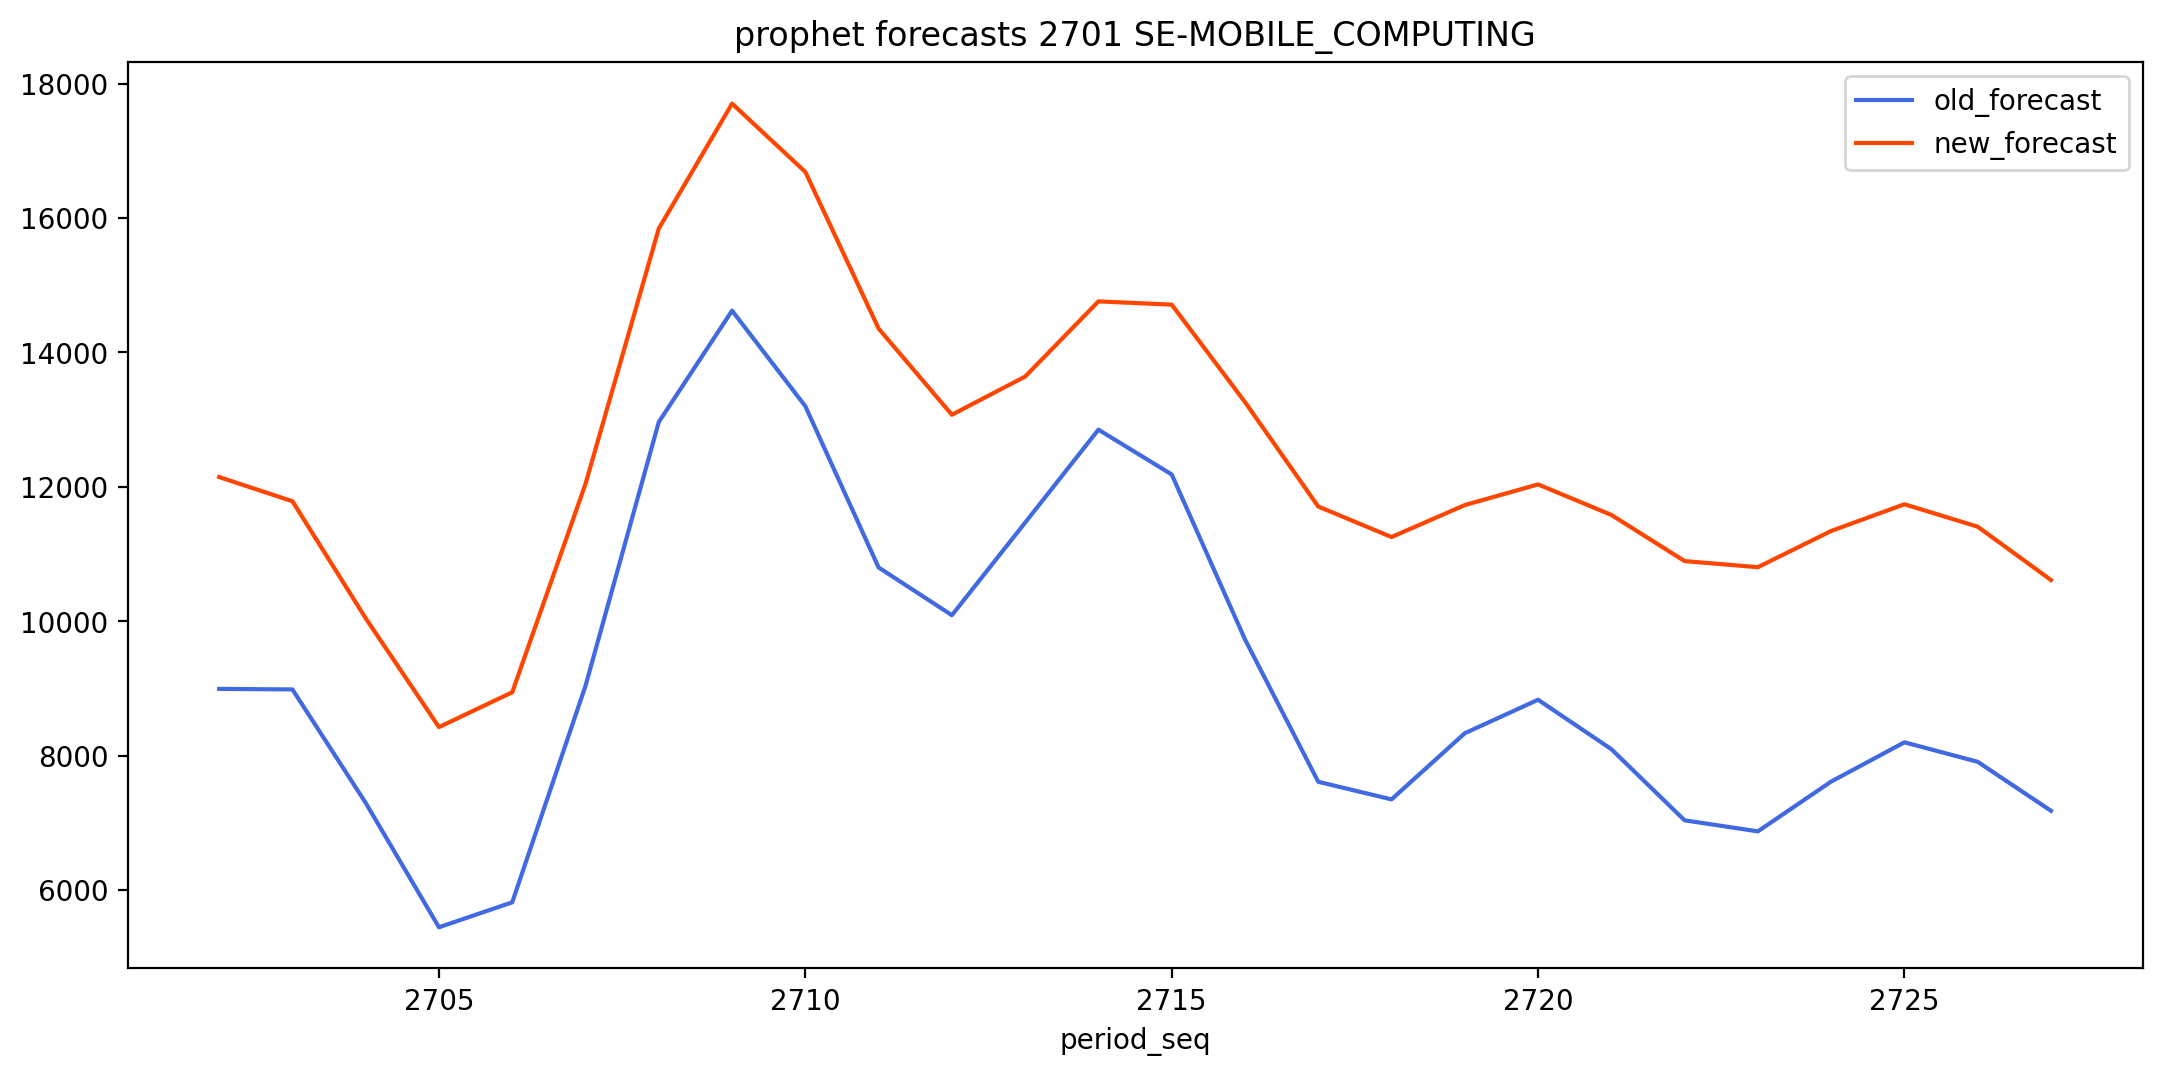 prophet forecasts 2701 SE-MOBILE_COMPUTING
18000
16000
14000
12000
10000
8000
6000
old_forecast
new_forecast
2705 2710 2715 2720 2725
period_seq